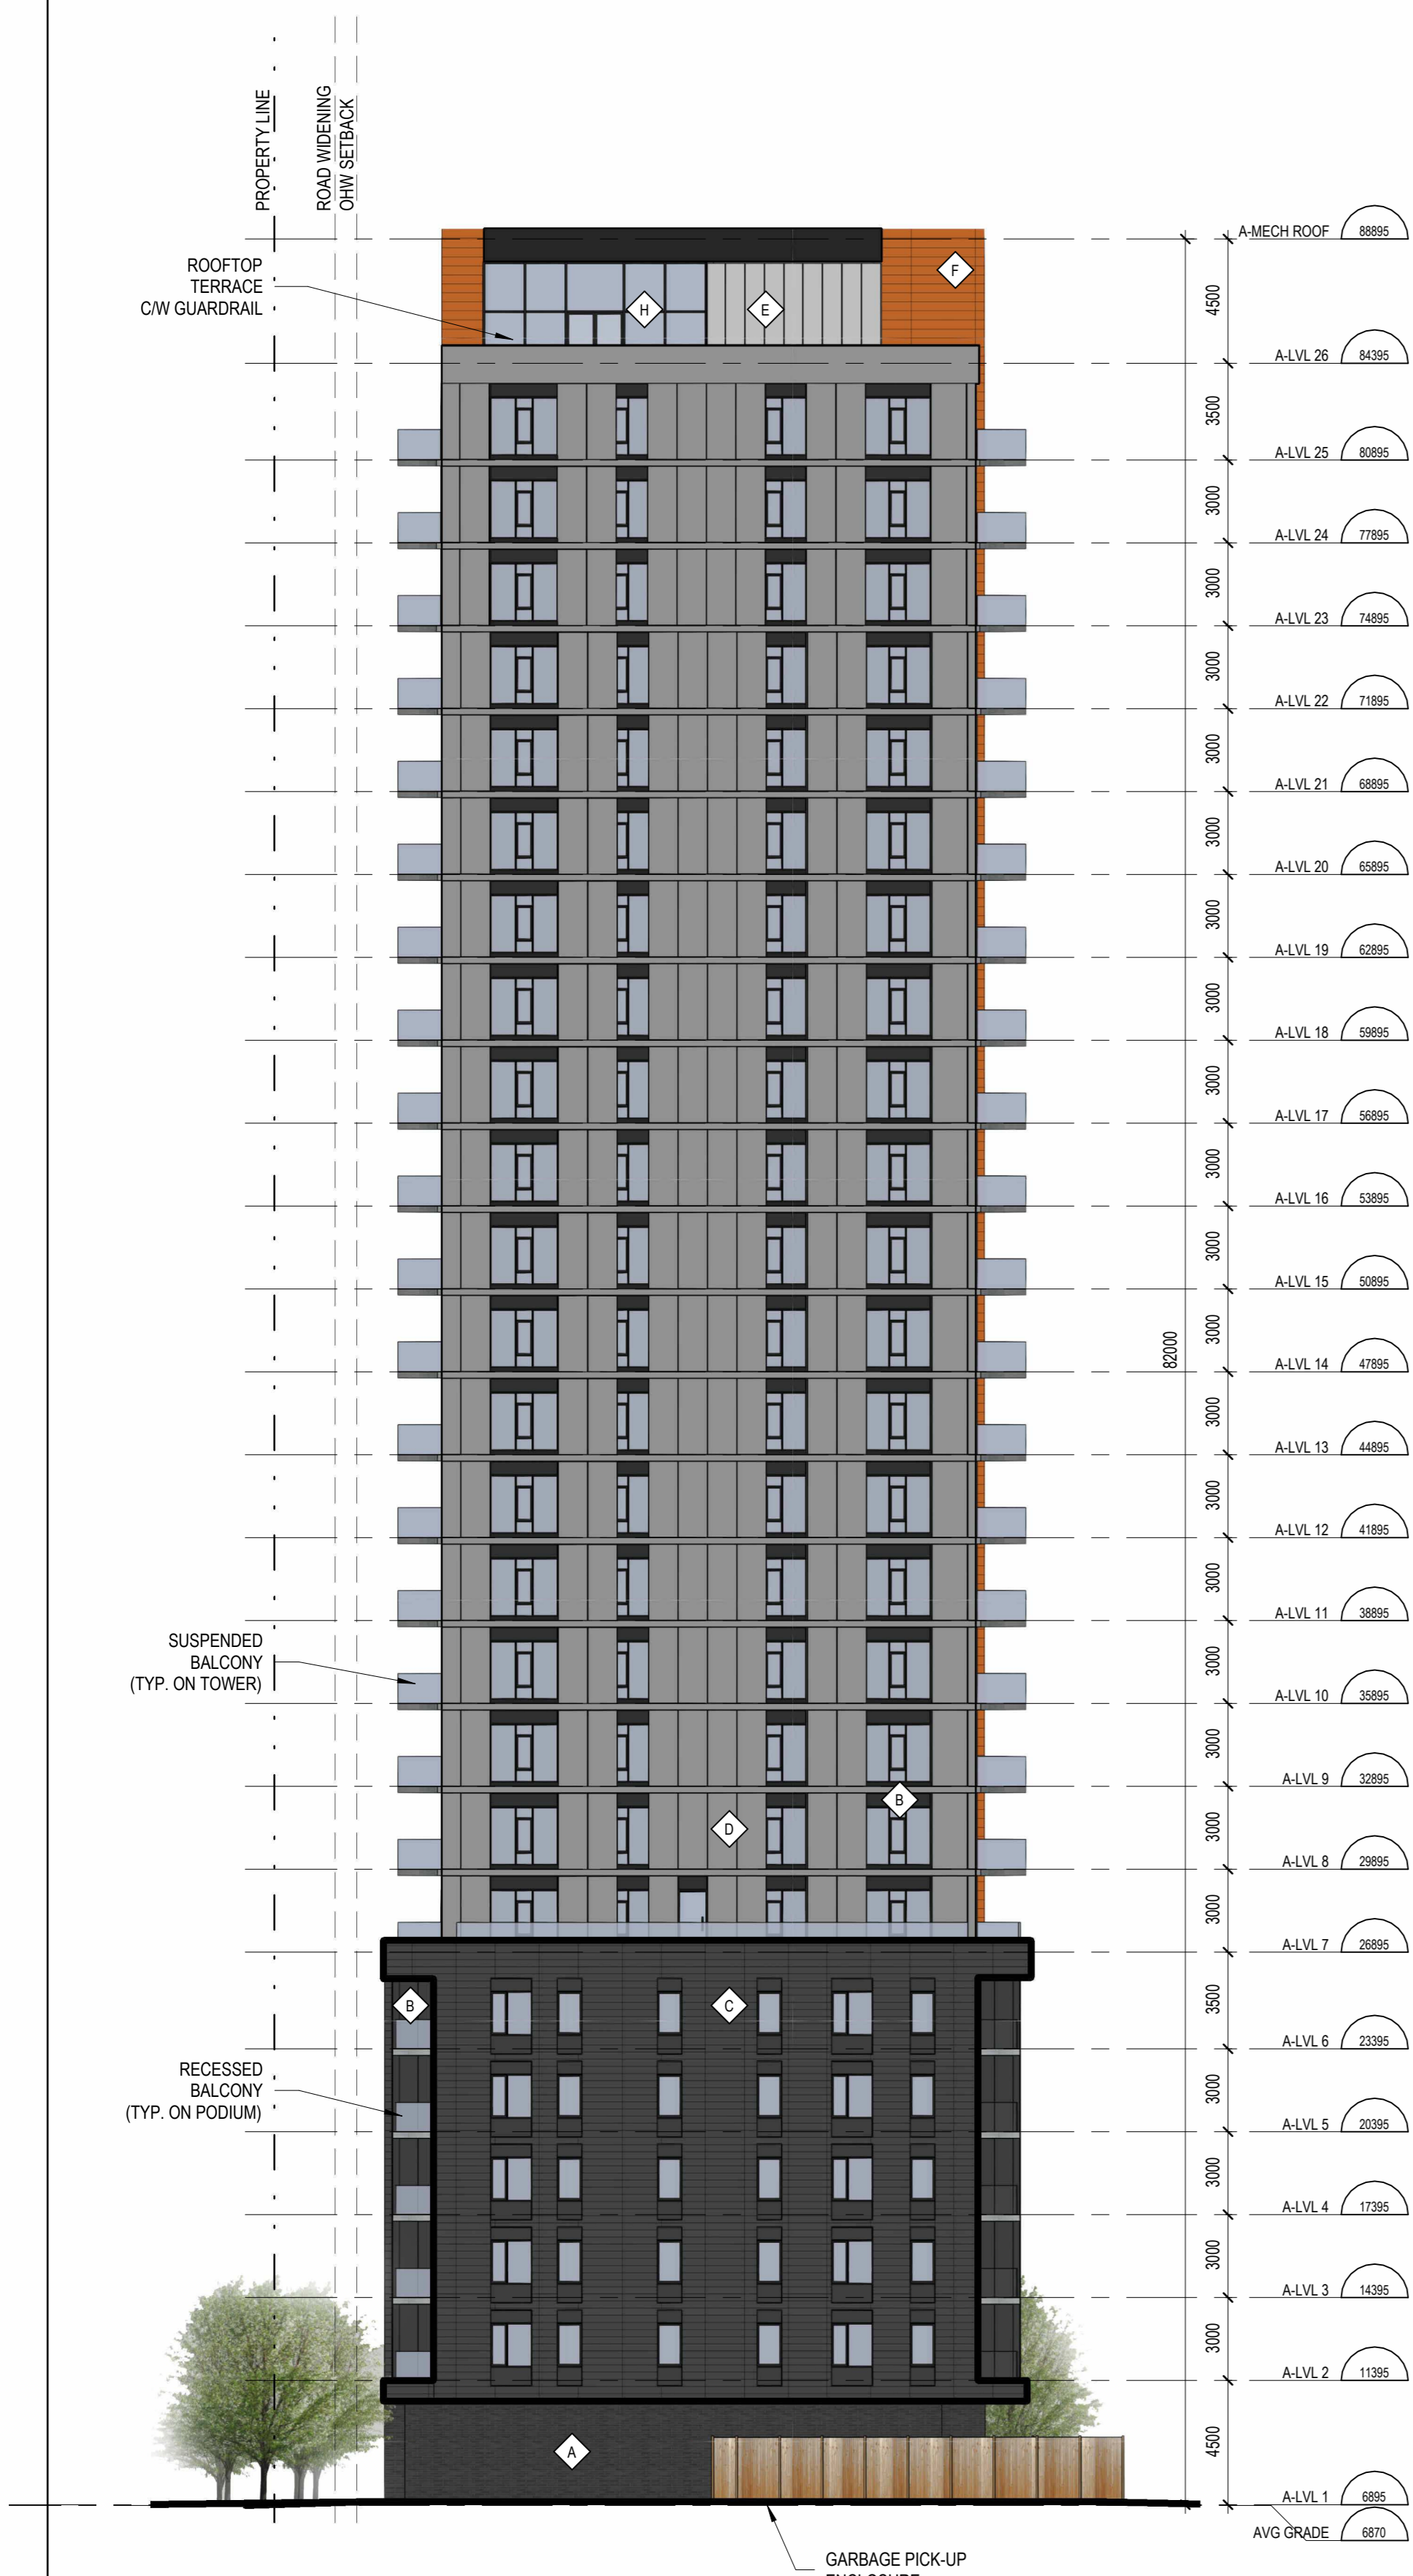 PROPERTY LINE
ROAD WIDENING
OHW SETBACK
A-MECH ROOF 88895
ROOFTOP
TERRACE
C/W GUARDRAIL
F
H
E
4500
A-LVL 26 84395
3500
A-LVL 25 80895
3000
A-LVL 24 77895
3000
A-LVL 23 74895
3000
A-LVL 22 71895
3000
A-LVL 21 68895
3000
A-LVL 20 65895
3000
A-LVL 19 62895
3000
A-LVL 18 59895
3000
A-LVL 17 56895
3000
A-LVL 16 53895
3000
A-LVL 15 50895
3000
82000
A-LVL 14 47895
3000
A-LVL 13 44895
3000
A-LVL 12 41895
3000
A-LVL 11 38895
SUSPENDED
BALCONY
(TYP. ON TOWER)
3000
A-LVL 10 35895
3000
A-LVL 9 32895
B
D
3000
A-LVL 8 29895
3000
A-LVL 7 26895
B
C
3500
A-LVL 6 23395
RECESSED
BALCONY
(TYP. ON PODIUM)
3000
A-LVL 5 20395
3000
A-LVL 4 17395
3000
A-LVL 3 14395
3000
A-LVL 2 11395
A
4500
A-LVL 1 6895
AVG GRADE 6870
GARBAGE PICK-UP